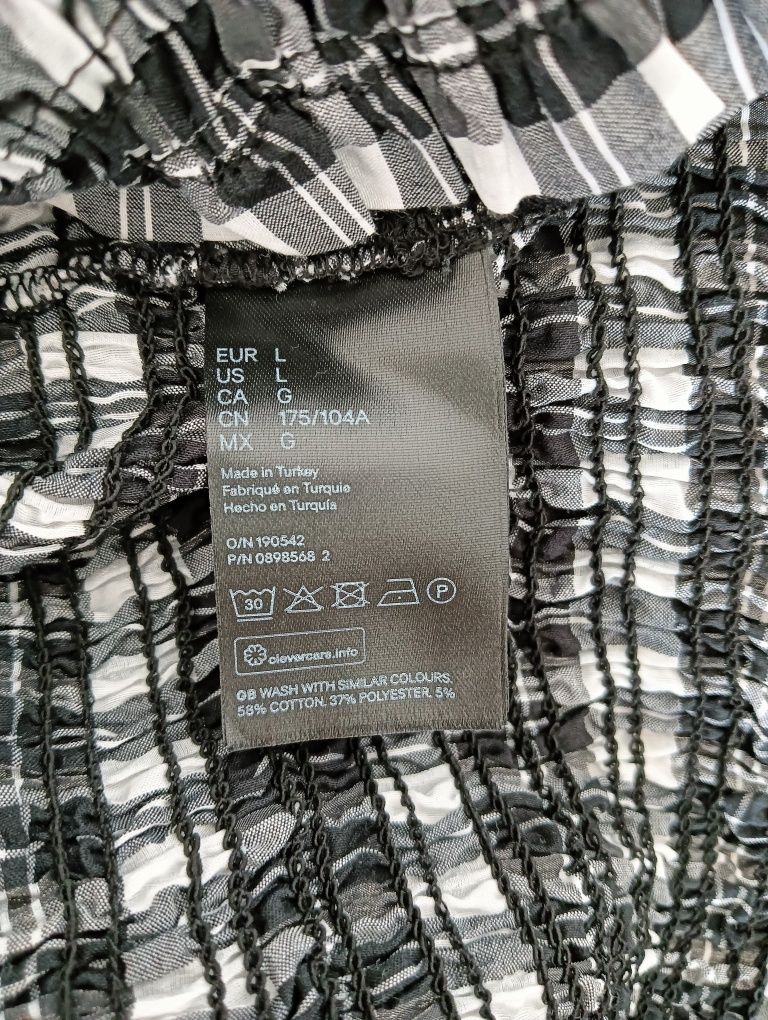 EUR L
US L
CA G
CN 175/104A
MX G
Made in Turkey
Fabriqué en Turquie
Hecho en Turquía
O/N 190542
P/N 0898568 2
30 P
clevercare.info
GB WASH WITH SIMILAR COLOURS.
58% COTTON. 37% POLYESTER. 5%